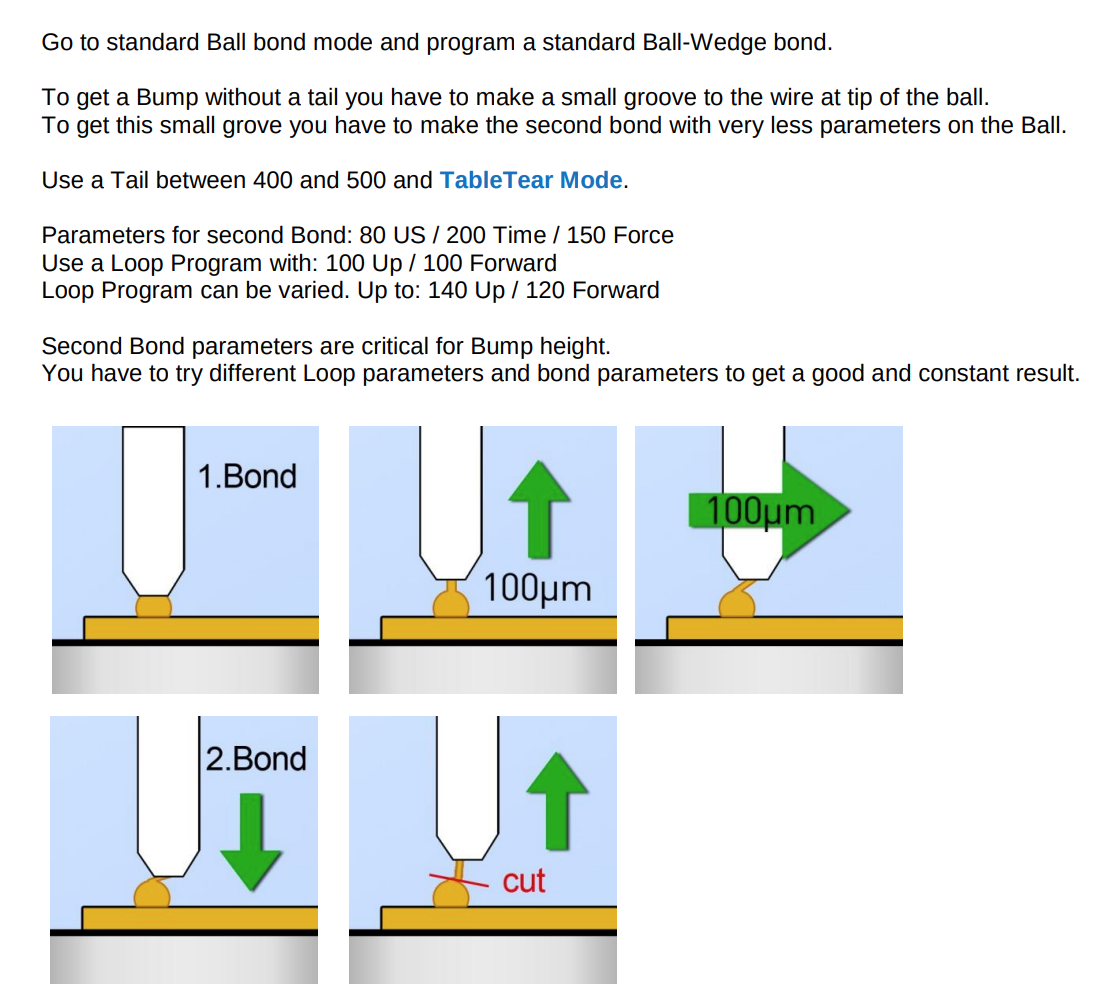 Go to standard Ball bond mode and program a standard Ball-Wedge bond.
To get a Bump without a tail you have to make a small groove to the wire at tip of the ball.
To get this small grove you have to make the second bond with very less parameters on the Ball.
Use a Tail between 400 and 500 and TableTear Mode.
Parameters for second Bond: 80 US / 200 Time / 150 Force
Use a Loop Program with: 100 Up / 100 Forward
Loop Program can be varied. Up to: 140 Up / 120 Forward
Second Bond parameters are critical for Bump height.
You have to try different Loop parameters and bond parameters to get a good and constant result.
1.Bond
100µm
100µm
2.Bond
cut